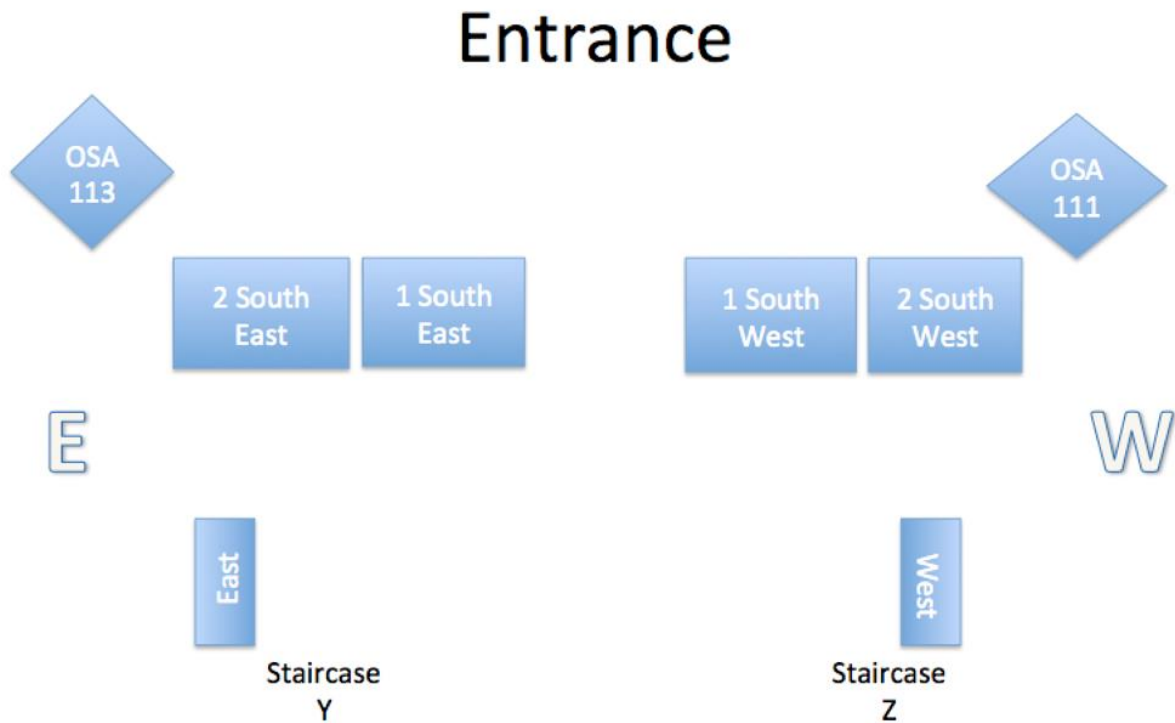 Entrance
OSA
113
OSA
111
2 South
East
1 South
East
1 South
West
2 South
West
E
W
East
West
Staircase
Y
Staircase
Z